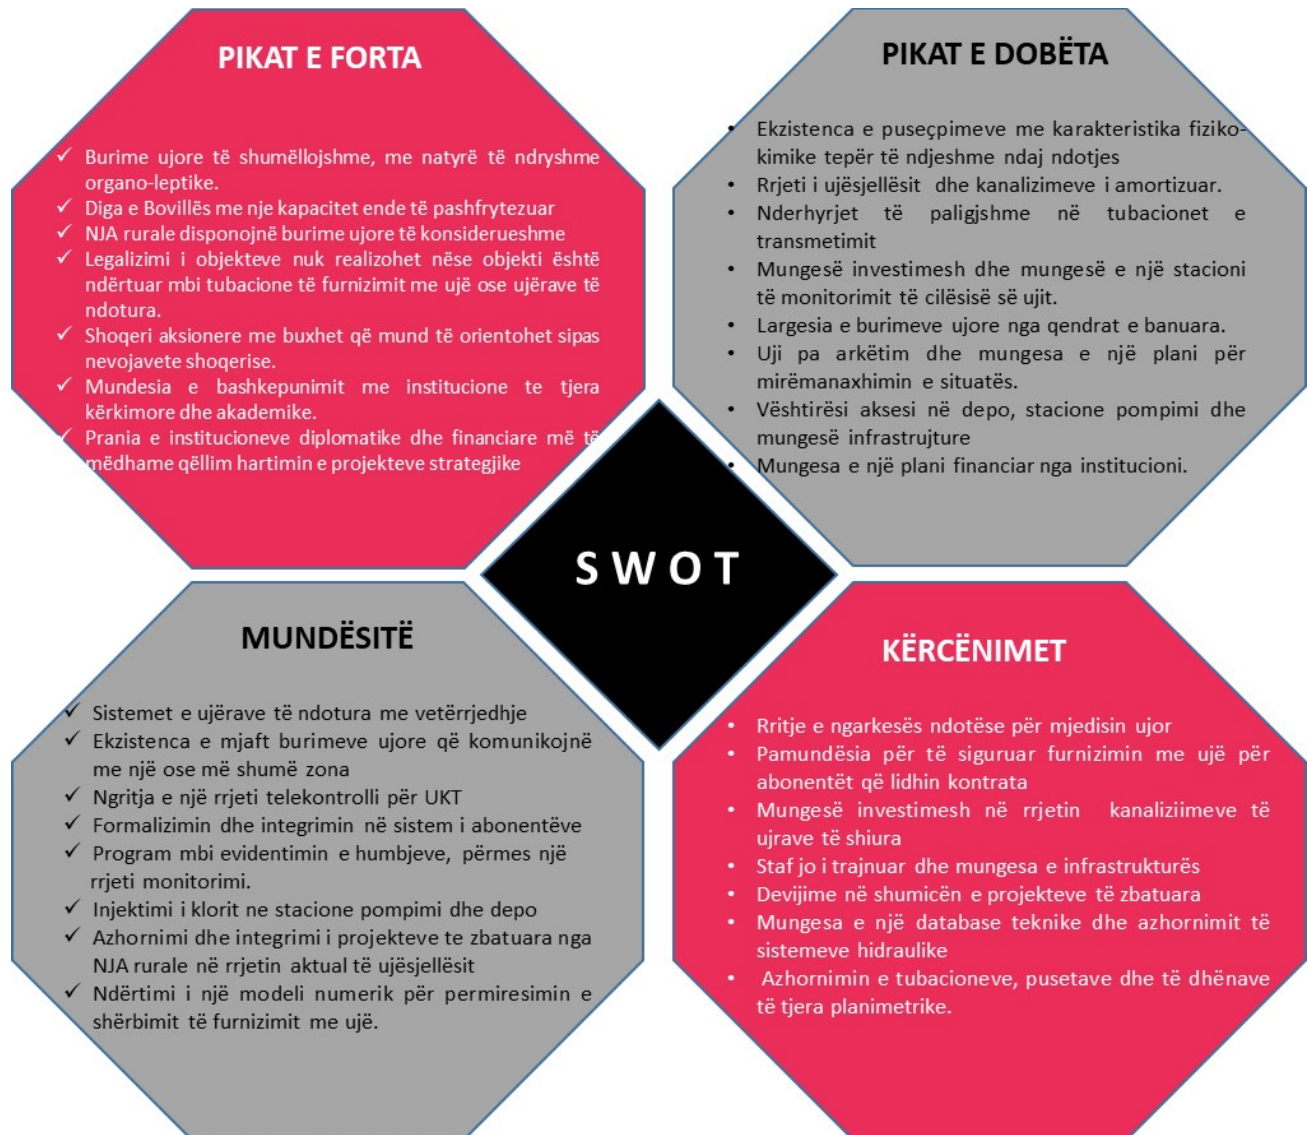 PIKAT E FORTA
Burime ujore të shumëllojshme, me natyrë të ndryshme
organo-leptike.
Diga e Bovillës me nje kapacitet ende të pashfrytezuar
NJA rurale disponojnë burime ujore të konsiderueshme
Legalizimi i objekteve nuk realizohet nëse objekti është
ndërtuar mbi tubacione të furnizimit me ujë ose ujërave të
ndotura.
Shoqeri aksionere me buxhet që mund të orientohet sipas
nevojavete shoqerise.
Mundesia e bashkepunimit me institucione te tjera
kërkimore dhe akademike.
Prania e institucioneve diplomatike dhe financiare më të
mëdhame qëllim hartimin e projekteve strategjike
PIKAT E DOBËTA
Ekzistenca e puseçpimeve me karakteristika fiziko-
kimike tepër të ndjeshme ndaj ndotjes
Rrjeti i ujësjellësit dhe kanalizimeve i amortizuar.
Nderhyrjet të paligjshme në tubacionet e
transmetimit
Mungesë investimesh dhe mungesë e një stacioni
të monitorimit të cilësisë së ujit.
Largesia e burimeve ujore nga qendrat e banuara.
Uji pa arkëtim dhe mungesa e një plani për
mirëmanaxhimin e situatës.
Vështirësi aksesi në depo, stacione pompimi dhe
mungesë infrastrujture
Mungesa e një plani financiar nga institucioni.
S W O T
MUNDËSITË
Sistemet e ujërave të ndotura me vetërrjedhje
Ekzistenca e mjaft burimeve ujore që komunikojnë
me një ose më shumë zona
Ngritja e një rrjeti telekontrolli për UKT
Formalizimin dhe integrimin në sistem i abonentëve
Program mbi evidentimin e humbjeve, përmes një
rrjeti monitorimi.
Injektimi i klorit ne stacione pompimi dhe depo
Azhornimi dhe integrimi i projekteve te zbatuara nga
NJA rurale në rrjetin aktual të ujësjellësit
Ndërtimi i një modeli numerik për permiresimin e
shërbimit të furnizimit me ujë.
KËRCËNIMET
Rritje e ngarkesës ndotëse për mjedisin ujor
Pamundësia për të siguruar furnizimin me ujë për
abonentët që lidhin kontrata
Mungesë investimesh në rrjetin kanaliziimeve të
ujrave të shiura
Staf jo i trajnuar dhe mungesa e infrastrukturës
Devijime në shumicën e projekteve të zbatuara
Mungesa e një database teknike dhe azhornimit të
sistemeve hidraulike
Azhornimin e tubacioneve, pusetave dhe të dhënave
të tjera planimetrike.